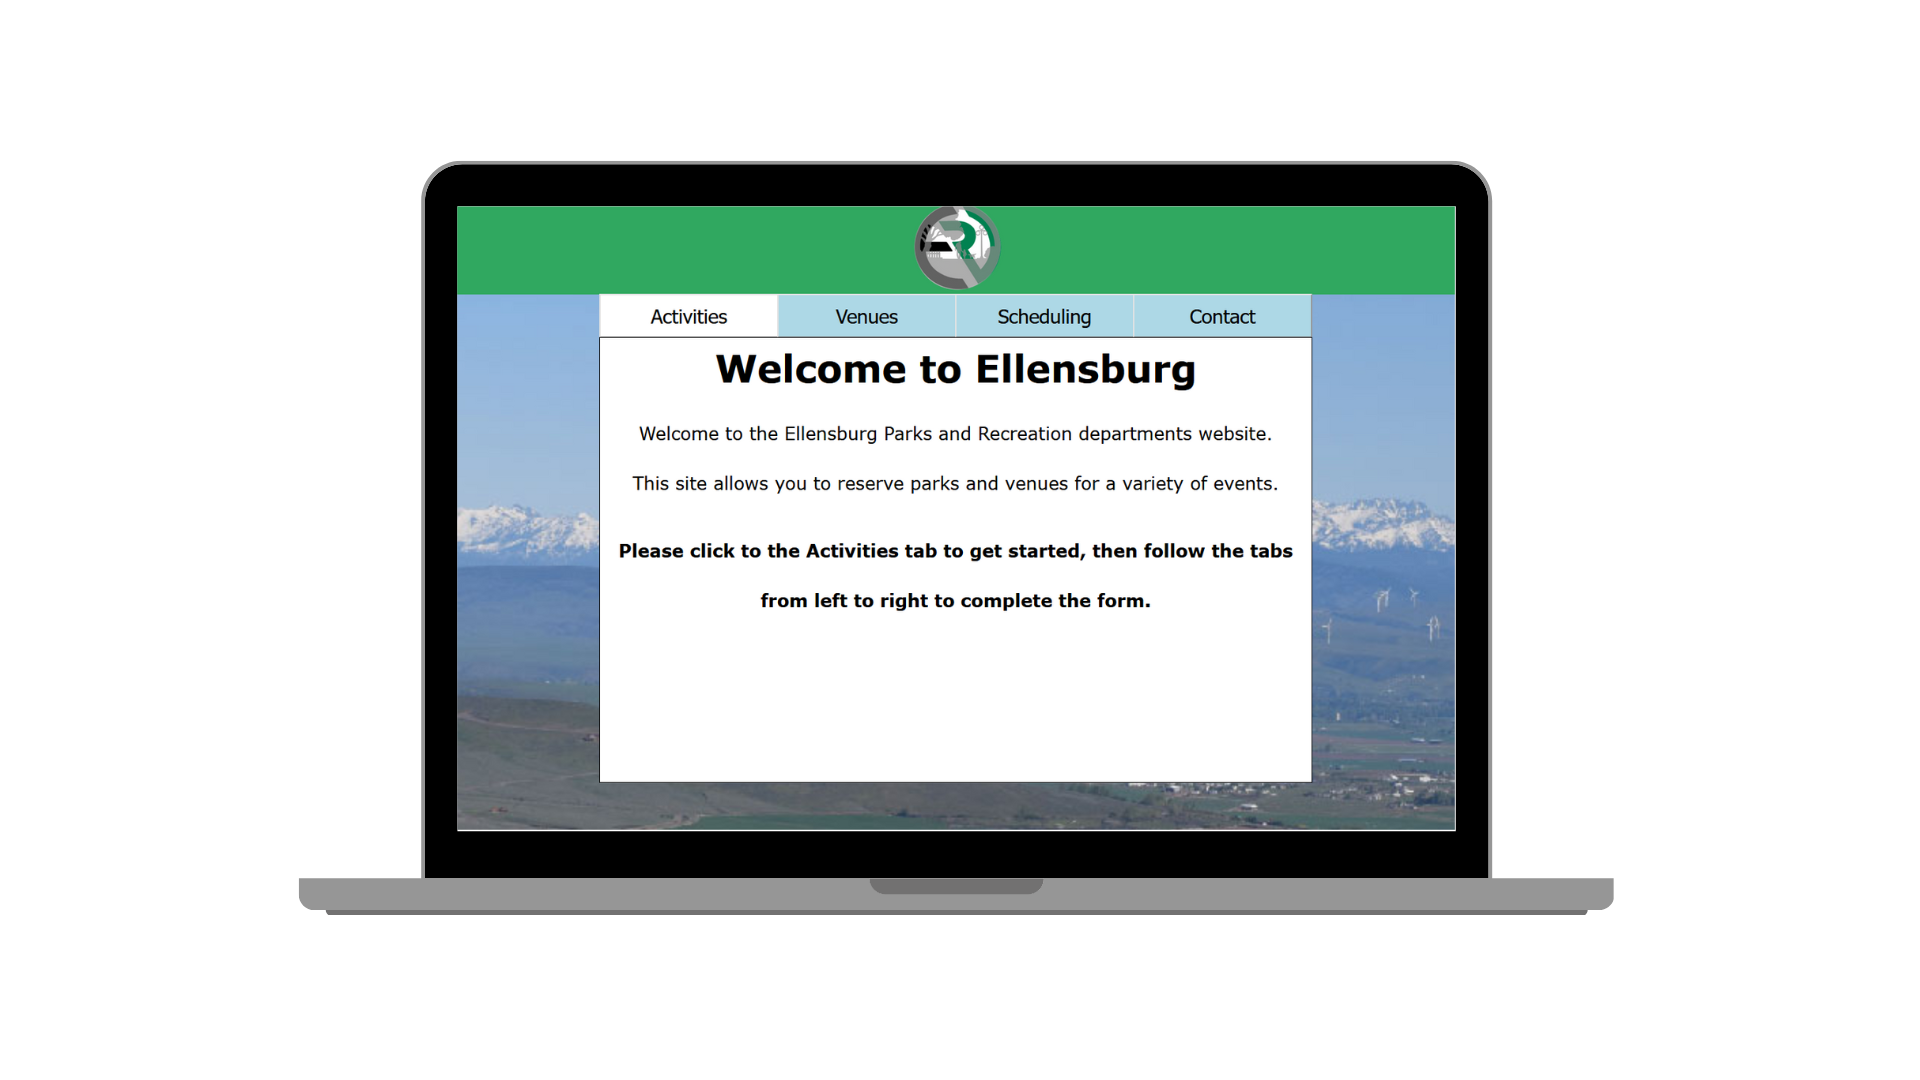 Activities Venues Scheduling Contact
Welcome to Ellensburg
Welcome to the Ellensburg Parks and Recreation departments website.
This site allows you to reserve parks and venues for a variety of events.
Please click to the Activities tab to get started, then follow the tabs
from left to right to complete the form.